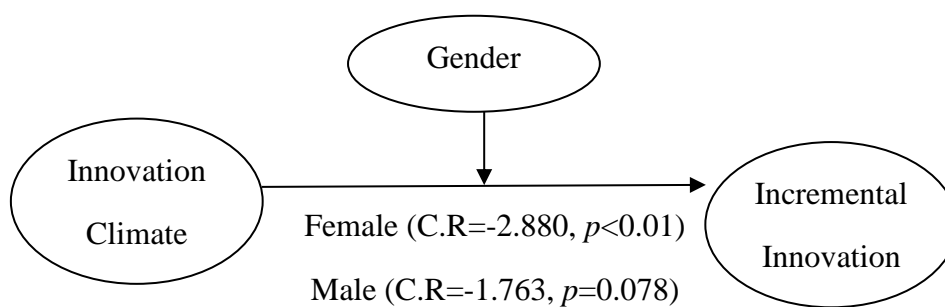 Gender
Innovation
Climate
Incremental
Innovation
Female (C.R=-2.880, p<0.01)
Male (C.R=-1.763, p=0.078)